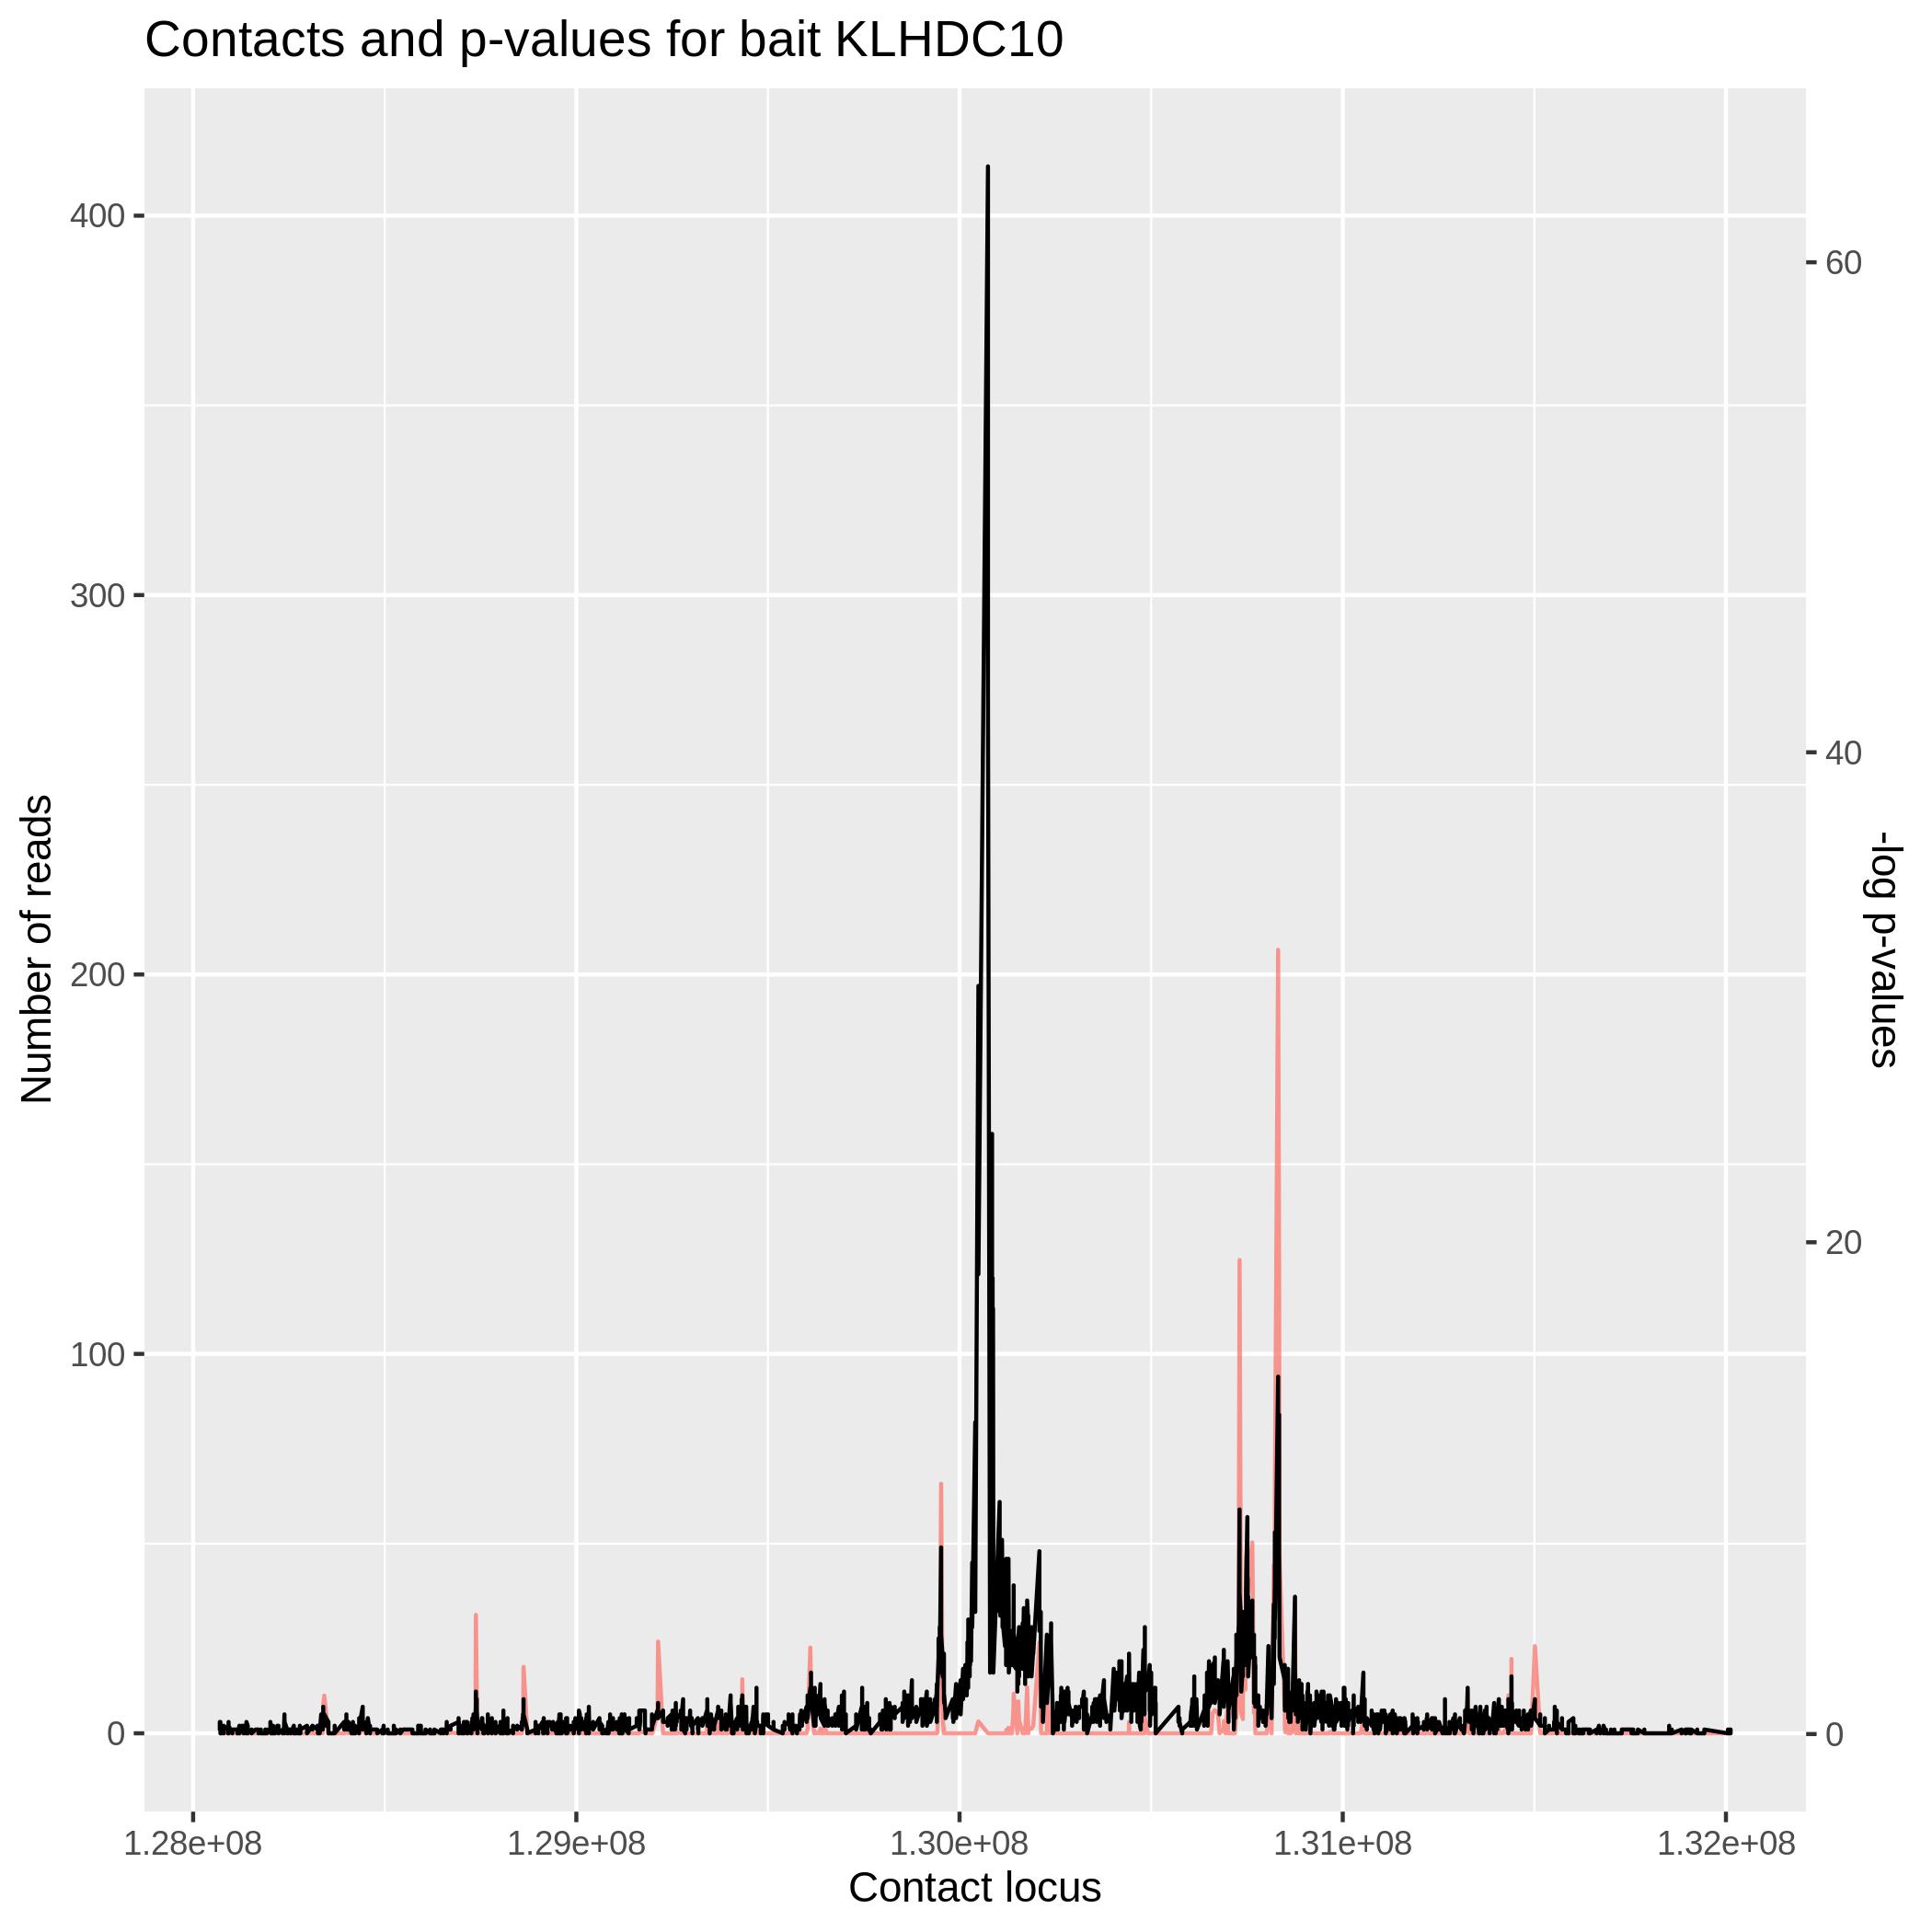 Contacts and p-values for bait KLHDC10
Number of reads
400
300
200
100
0
60
40
20
0
-log p-values
1.28e+08
1.29e+08
1.30e+08
1.31e+08
1.32e+08
Contact locus